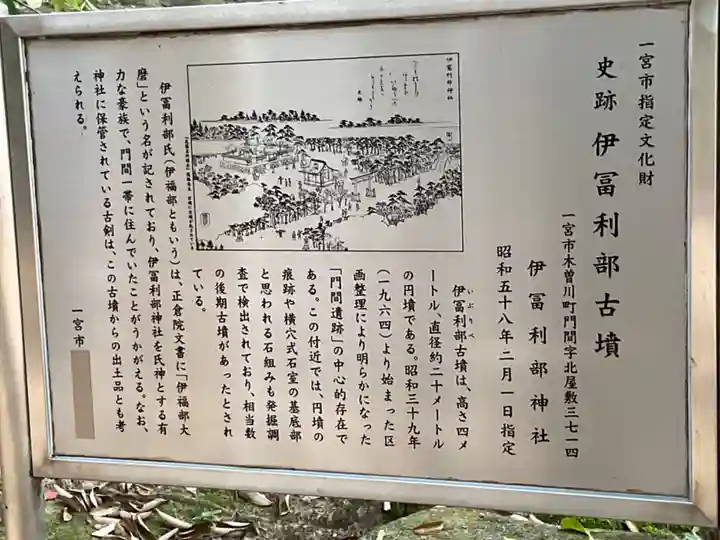 一宮市指定文化財
史跡 伊冨利部古墳
一宮市木曽川町門間字北屋敷三七一四
伊冨利部神社
昭和五十八年二月一日指定
いぶりべ
伊冨利部古墳は、高さ四メ
ートル、直径約二十メートル
の円墳である。昭和三十九年
（一九六四）より始まった区
画整理により明らかになった
「門間遺跡」の中心的存在で
ある。この付近では、円墳の
痕跡や横穴式石室の基底部
と思われる石組みも発掘調
査で検出されており、相当数
の後期古墳があったとされ
ている。
伊冨利部氏（伊福部ともいう）は、正倉院文書に「伊福部大
麿」という名が記されており、伊冨利部神社を氏神とする有
力な豪族で、門間一帯に住んでいたことがうかがえる。なお、
神社に保管されている古剣は、この古墳からの出土品とも考
えられる。
一宮市
伊冨利部神社